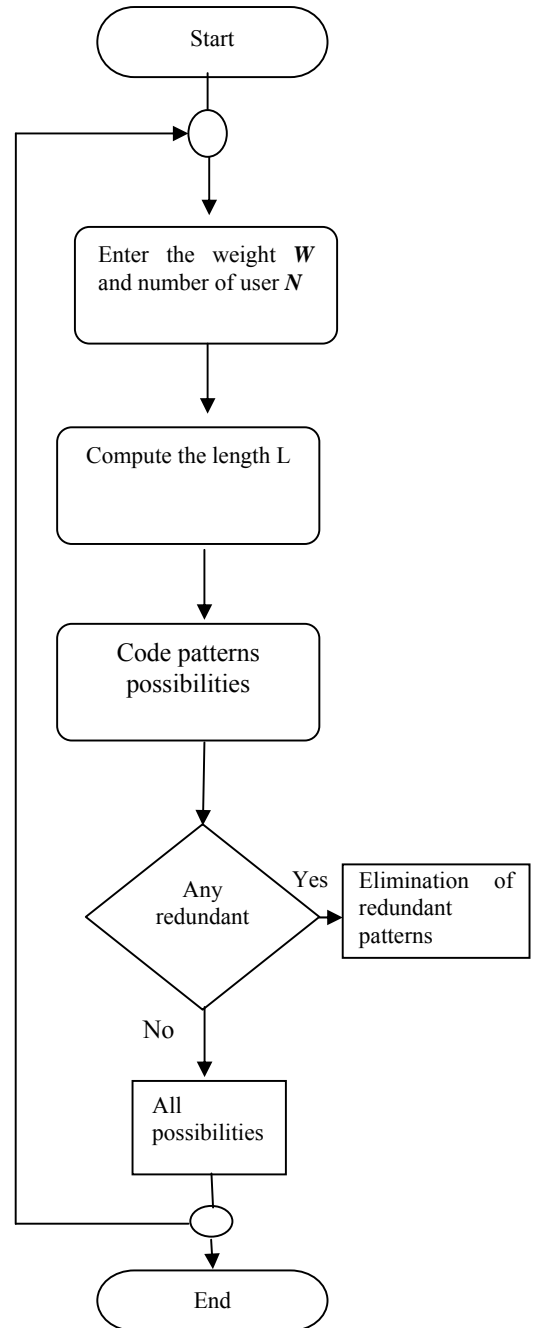 Start
Enter the weight W
and number of user N
Compute the length L
Code patterns
possibilities
Any
redundant
Yes
Elimination of
redundant
patterns
No
All
possibilities
End